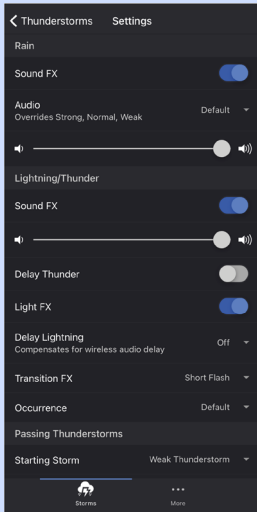 Thunderstorms Settings
Rain
Sound FX
Audio Default
Overrides Strong, Normal, Weak
Lightning/Thunder
Sound FX
Delay Thunder
Light FX
Delay Lightning Off
Compensates for wireless audio delay
Transition FX Short Flash
Occurrence Default
Passing Thunderstorms
Starting Storm Weak Thunderstorm
Storms More